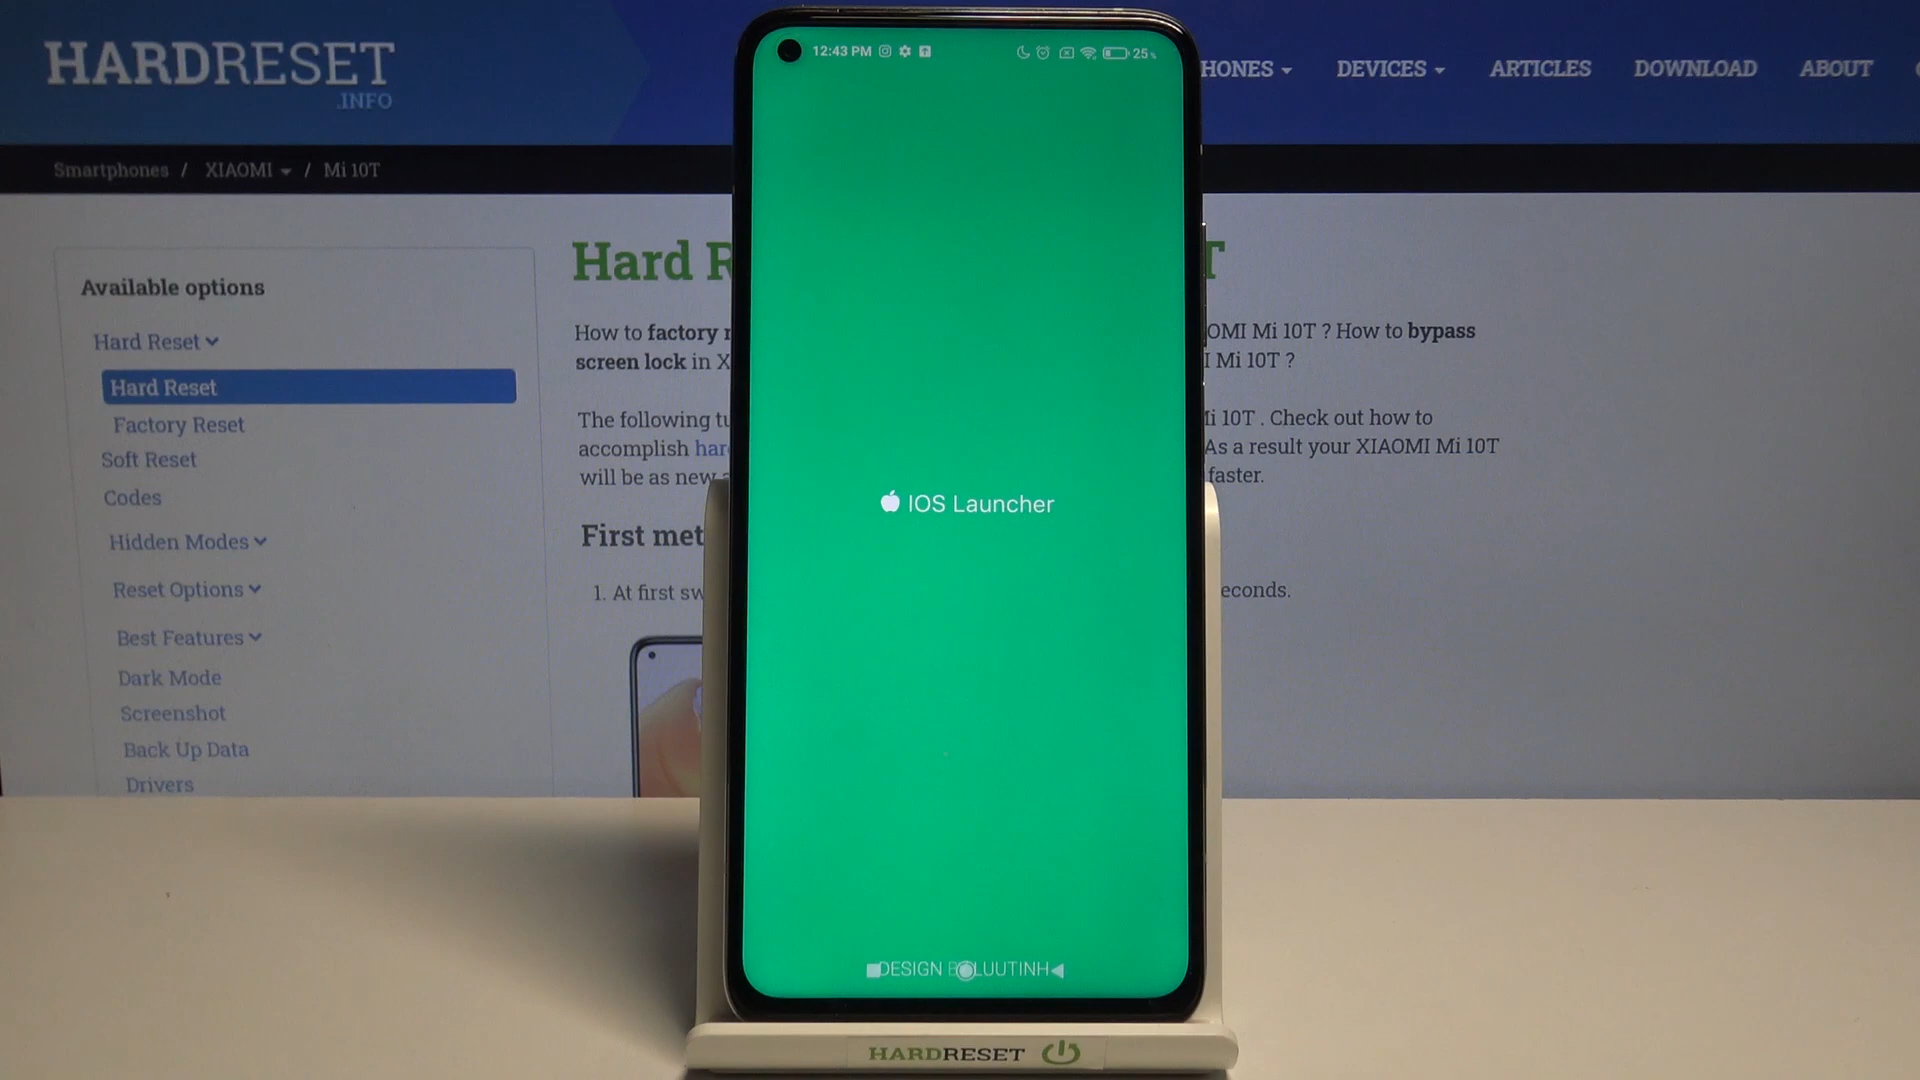 HARDRESET
.INFO
HONES DEVICES ARTICLES DOWNLOAD ABOUT
Smartphones / XIAOMI / Mi 10T
Available options
Hard Reset
Hard Reset
Factory Reset
Soft Reset
Codes
Hidden Modes
Reset Options
Best Features
Dark Mode
Screenshot
Back Up Data
Drivers
Hard R T
How to factory r OMI Mi 10T ? How to bypass
screen lock in X I Mi 10T ?
The following tu Mi 10T . Check out how to
accomplish har As a result your XIAOMI Mi 10T
will be as new faster.
First met
1. At first sw econds.
12:43 PM 25%
IOS Launcher
DESIGN BY LUUTINH
HARDRESET